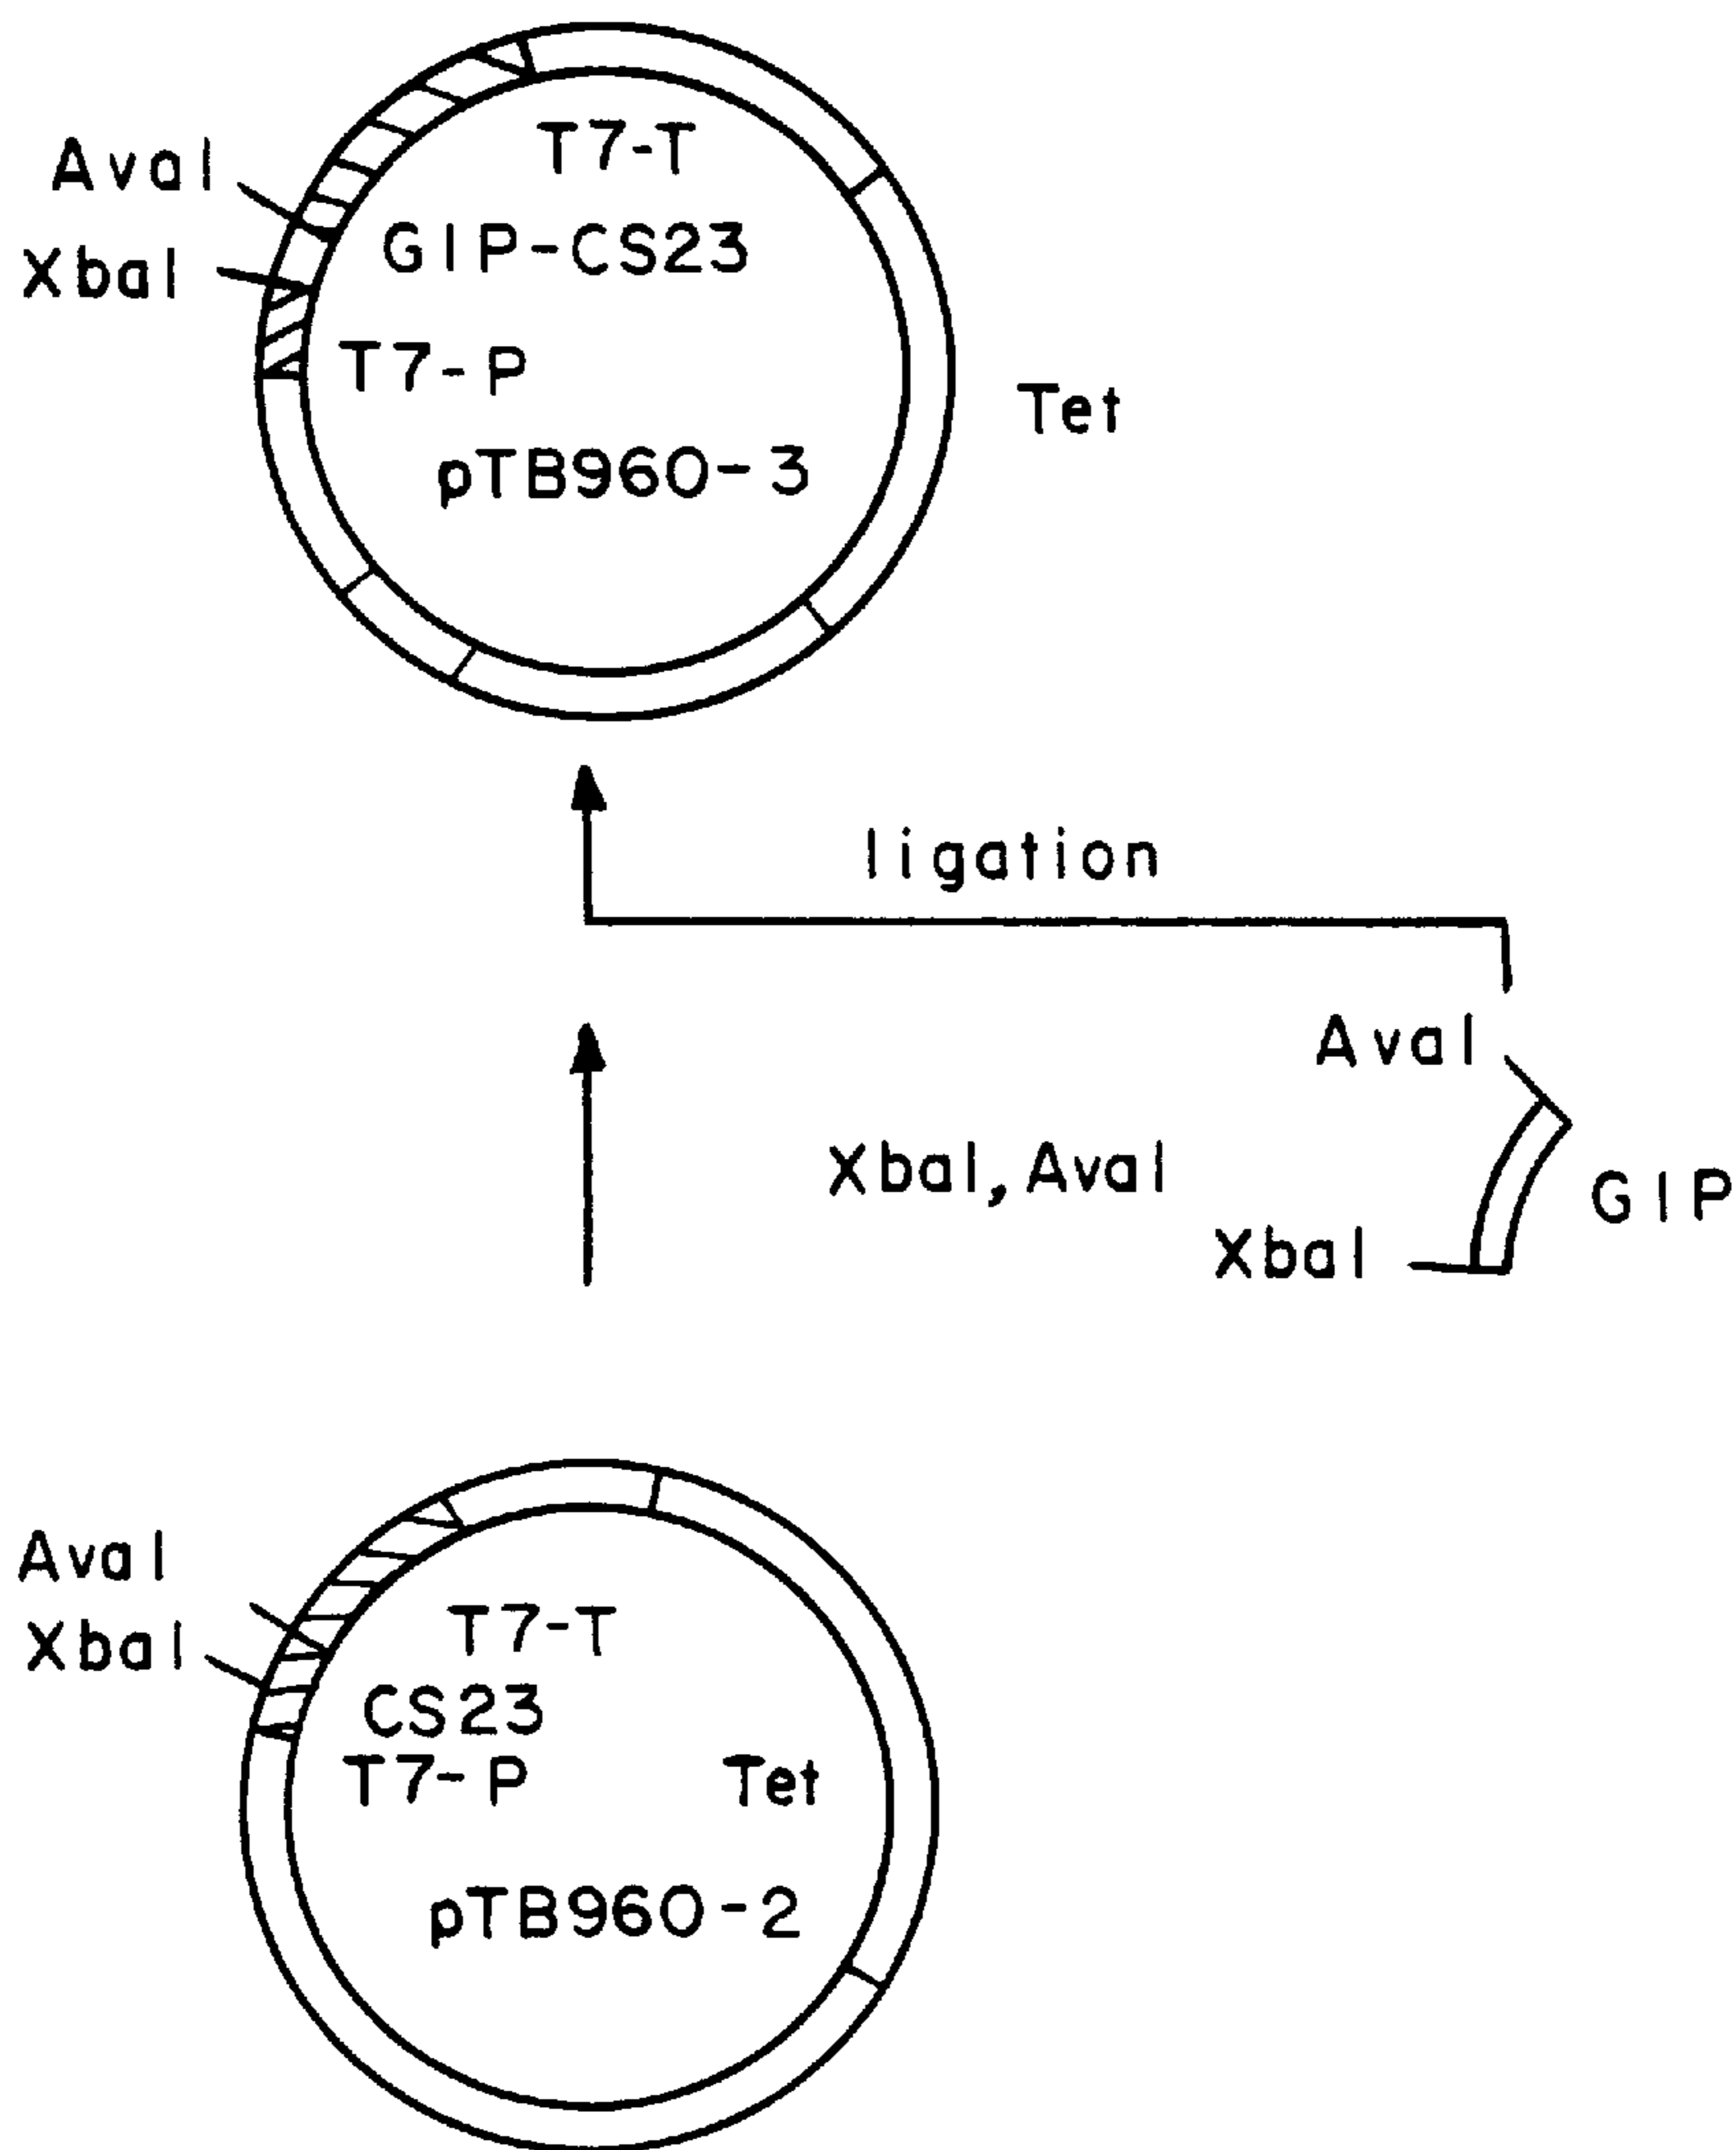 T7-T
AvaI
GIP-CS23
XbaI
T7-P
Tet
pTB960-3
ligation
AvaI
XbaI, AvaI
GIP
XbaI
AvaI
T7-T
XbaI
CS23
T7-P
Tet
pTB960-2